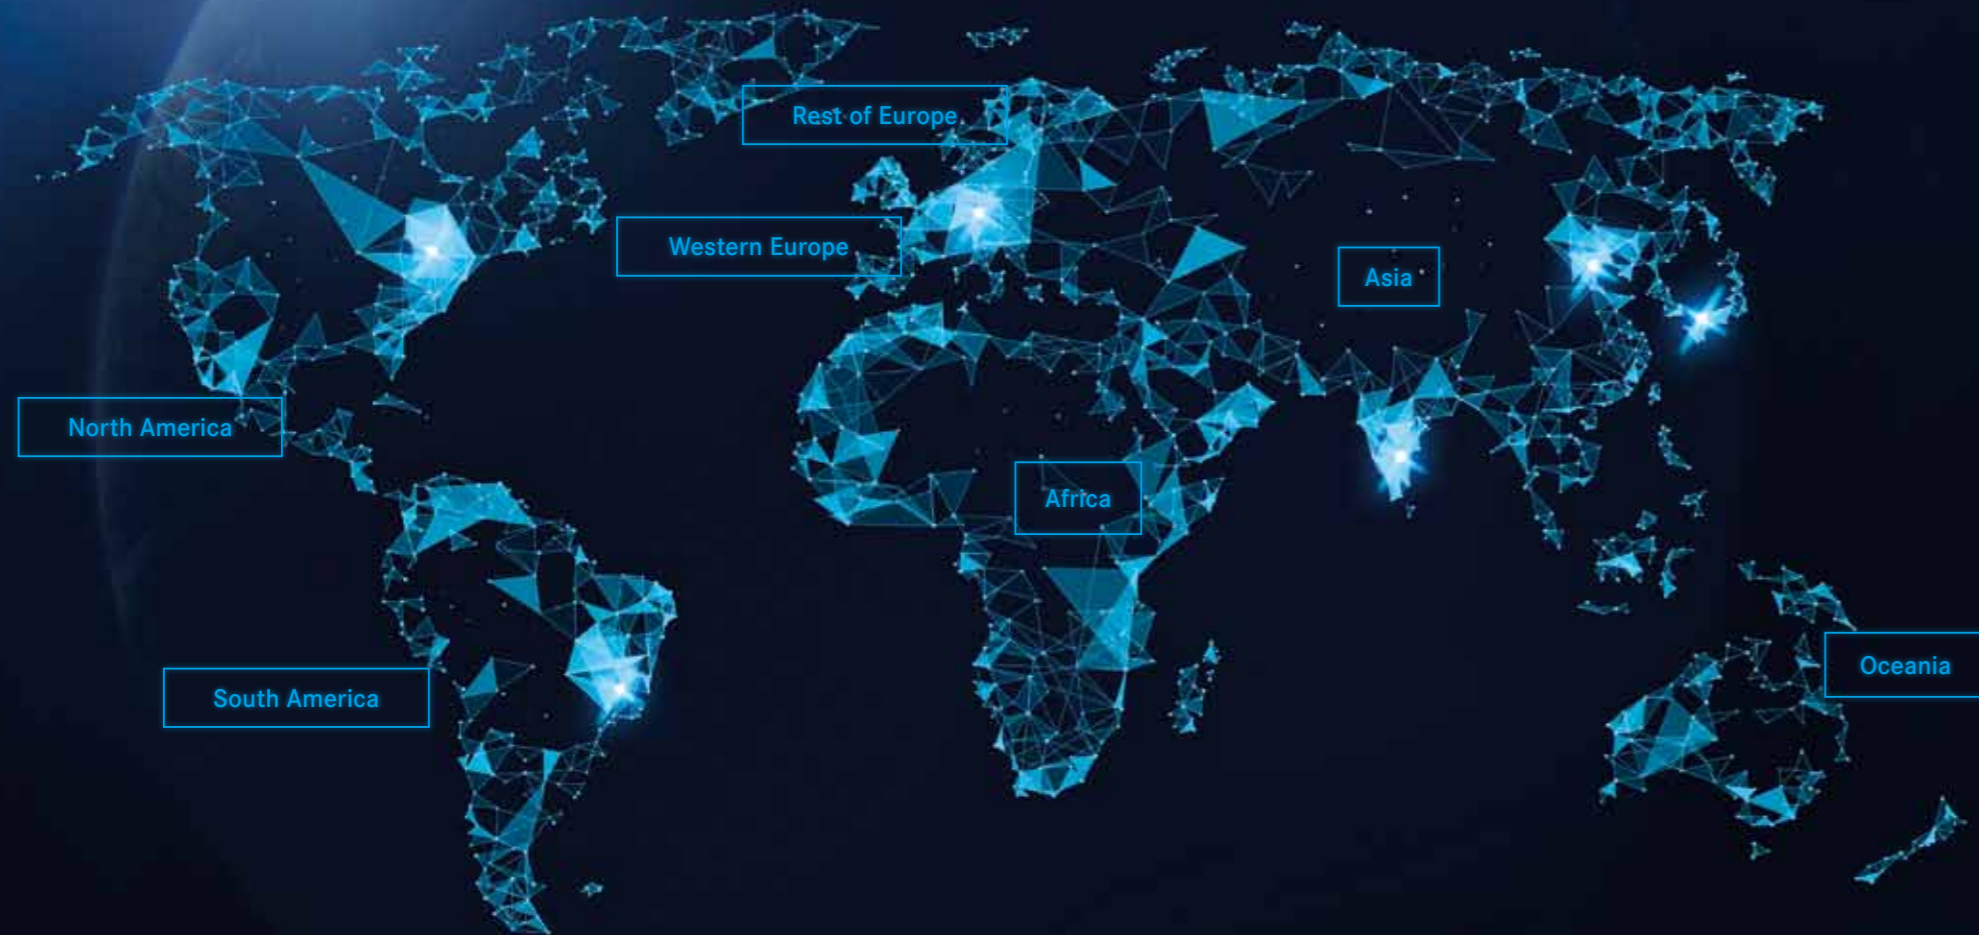 Rest of Europe
Western Europe
Asia
North America
Africa
Oceania
South America